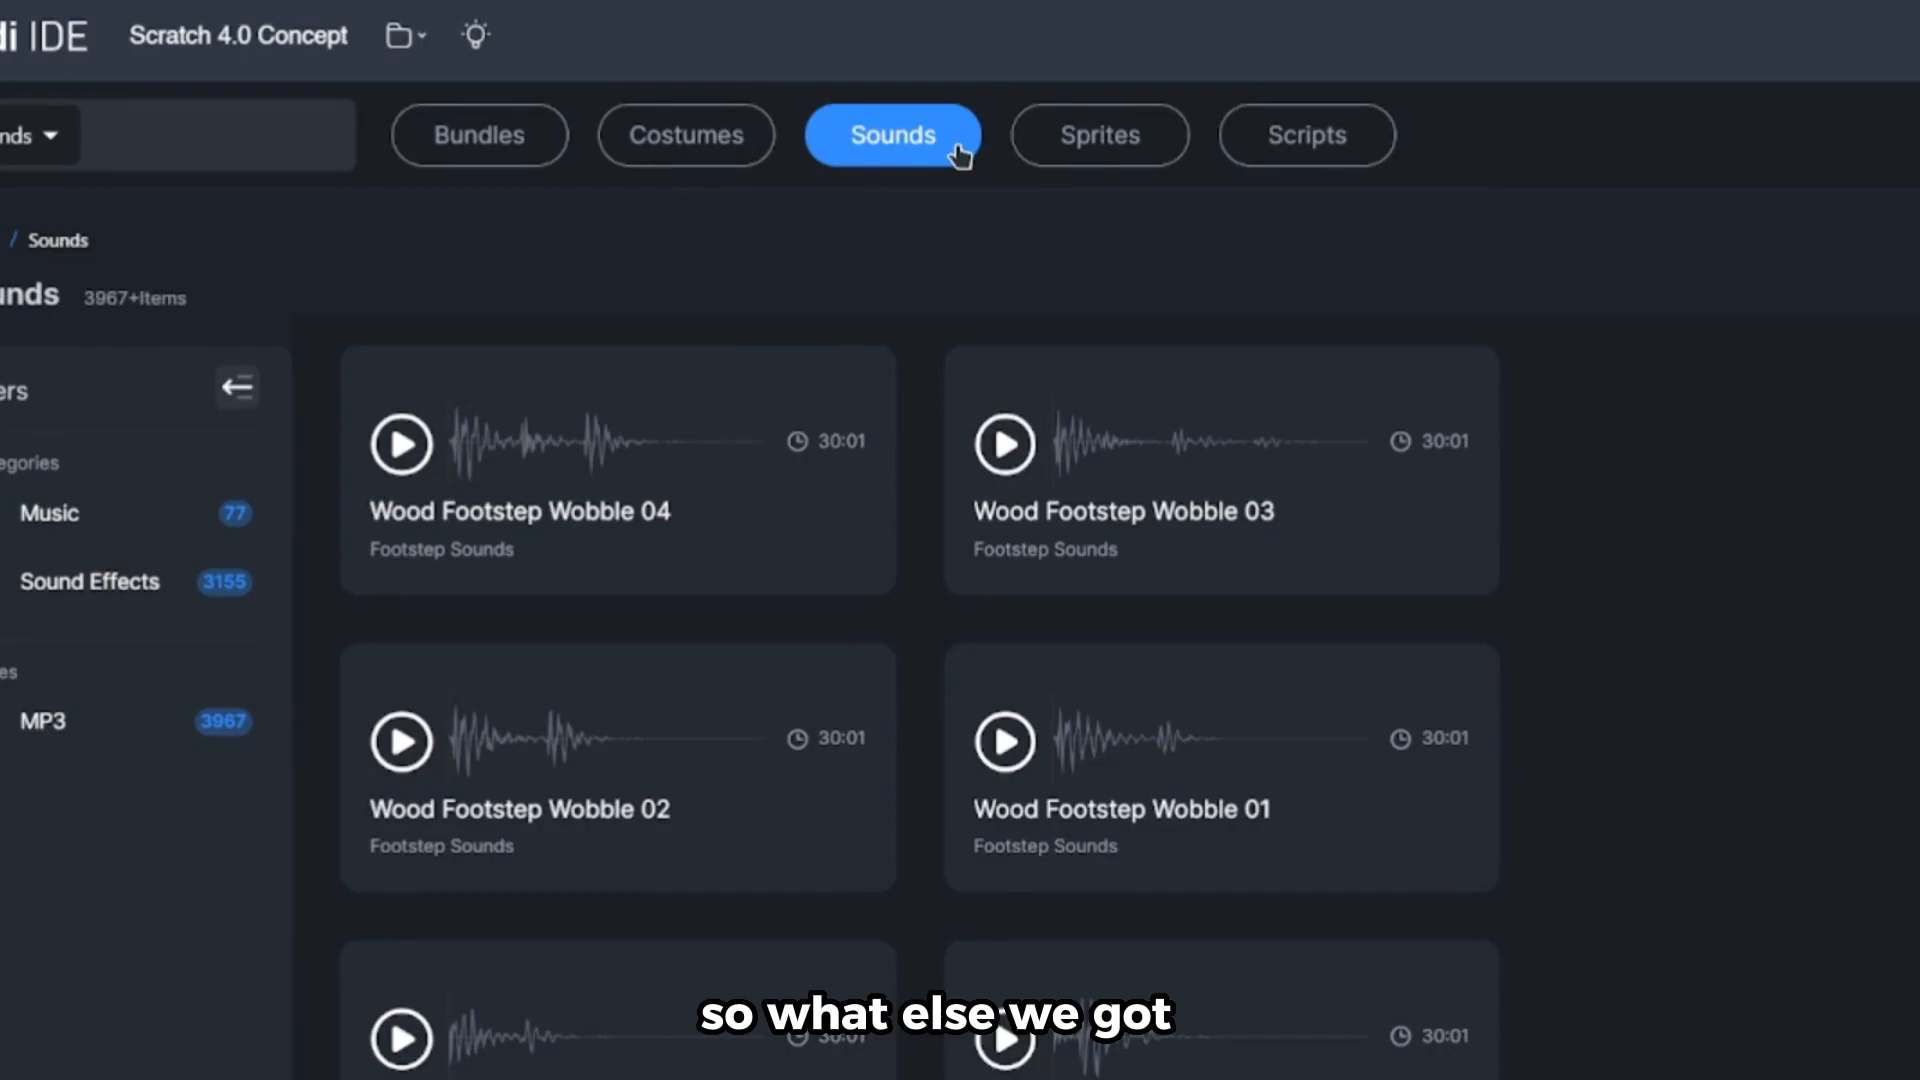 di IDE Scratch 4.0 Concept
nds Bundles Costumes Sounds Sprites Scripts
/ Sounds
unds 3967+Items
ers
egories
Music 77
Sound Effects 3155
es
MP3 3967
30:01 30:01
Wood Footstep Wobble 04 Wood Footstep Wobble 03
Footstep Sounds Footstep Sounds
30:01 30:01
Wood Footstep Wobble 02 Wood Footstep Wobble 01
Footstep Sounds Footstep Sounds
30:01 30:01
so what else we got